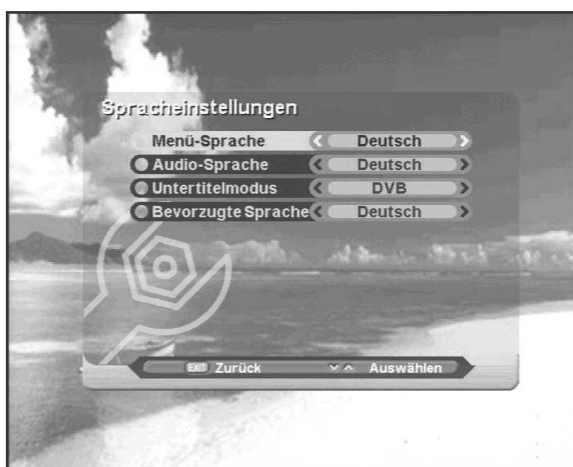 Spracheinstellungen
Menü-Sprache Deutsch
Audio-Sprache Deutsch
Untertitelmodus DVB
Bevorzugte Sprache Deutsch
EXIT Zurück Auswählen